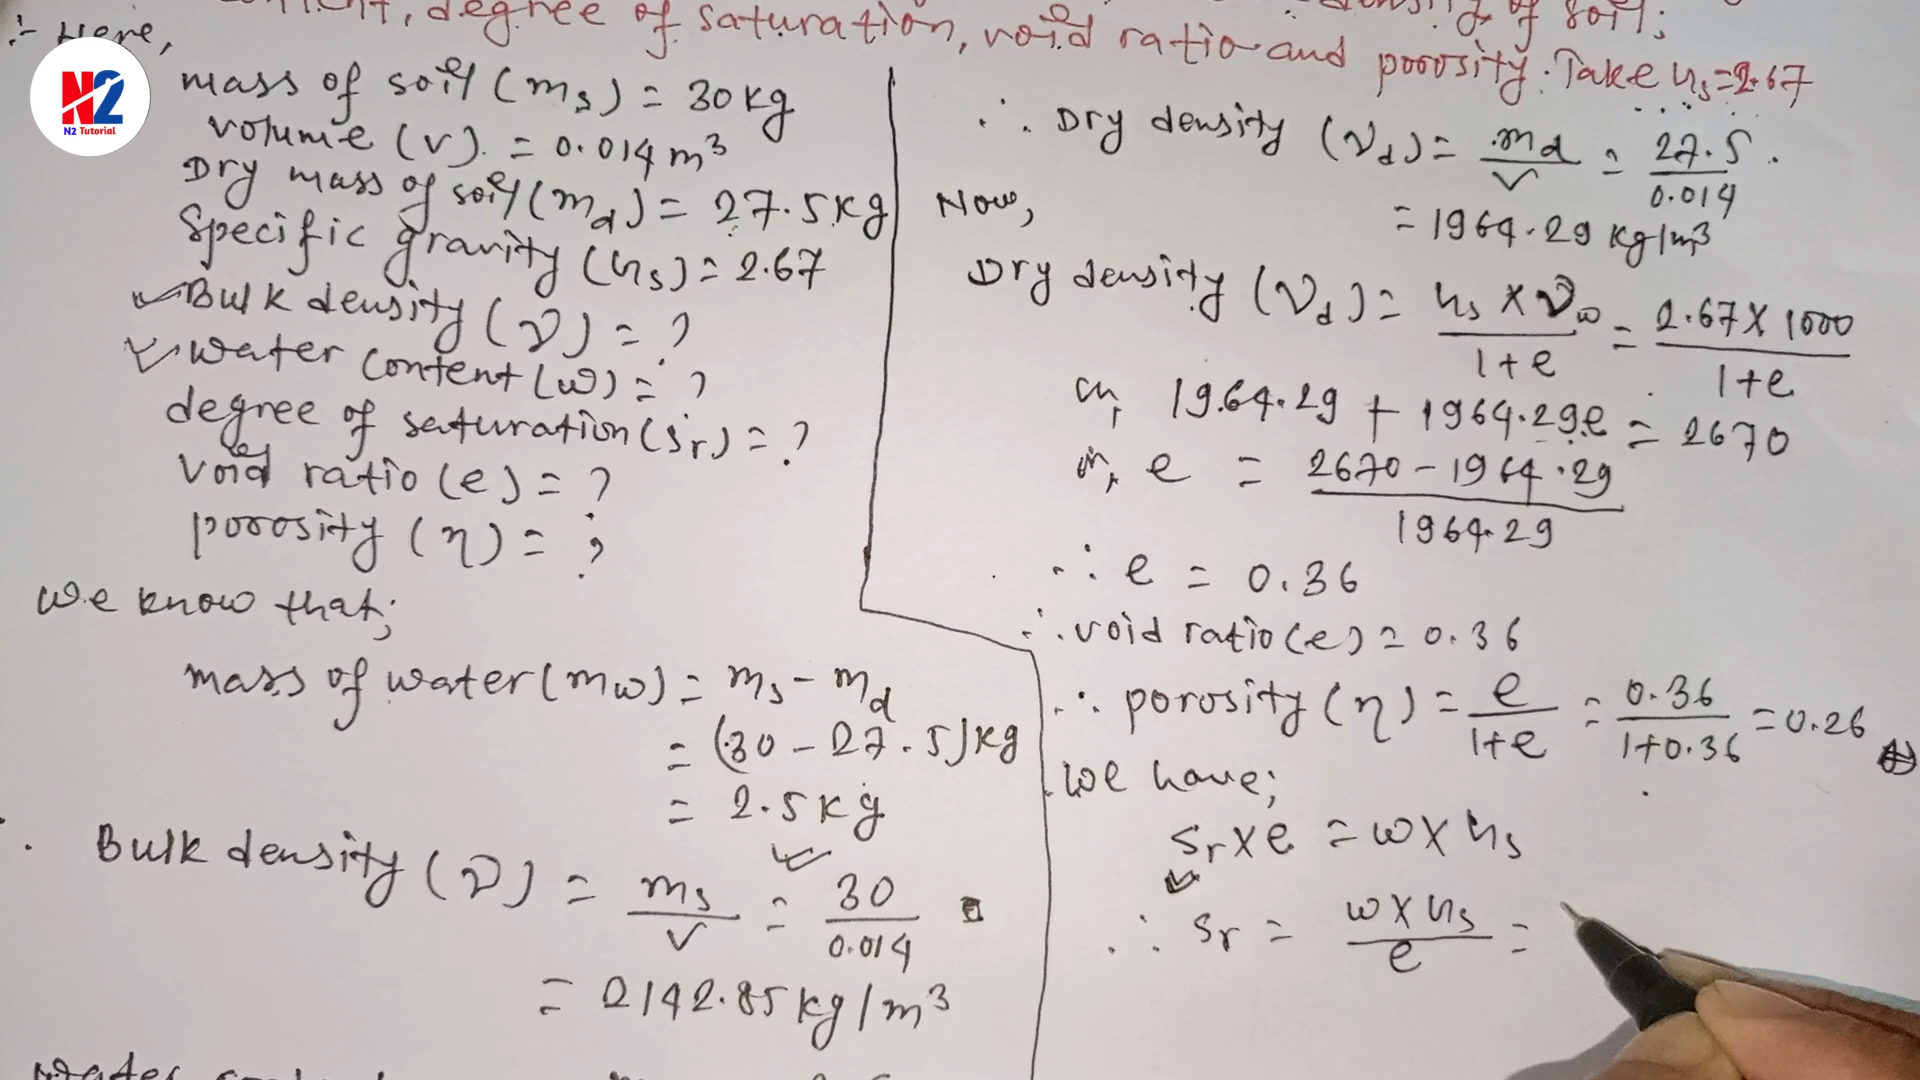 degree of saturation, void ratio and porosity. Take Gs=2.67
density of soil;
:- Here,
N2
N2 Tutorial
mass of soil (ms) = 30kg
volume (v) = 0.014 m³
Dry mass of soil (md) = 27.5kg
Specific gravity (Gs) = 2.67
Bulk density (γ) = ?
water content (w) = ?
degree of saturation (sr) = ?
void ratio (e) = ?
porosity (η) = ?
We know that;
mass of water (mw) = ms - md
= (30 - 27.5) kg
= 2.5 kg
Bulk density (γ) = ms/v = 30/0.014
= 2142.85 kg/m³
∴ Dry density (γd) = md/v = 27.5/0.014
= 1964.29 kg/m³
Now,
Dry density (γd) = Gs × γw/1+e = 2.67 × 1000/1+e
or, 1964.29 + 1964.29e = 2670
or, e = 2670 - 1964.29/1964.29
∴ e = 0.36
∴ void ratio (e) = 0.36
∴ porosity (η) = e/1+e = 0.36/1+0.36 = 0.26
We have;
sr × e = w × Gs
∴ sr = w × Gs/e =